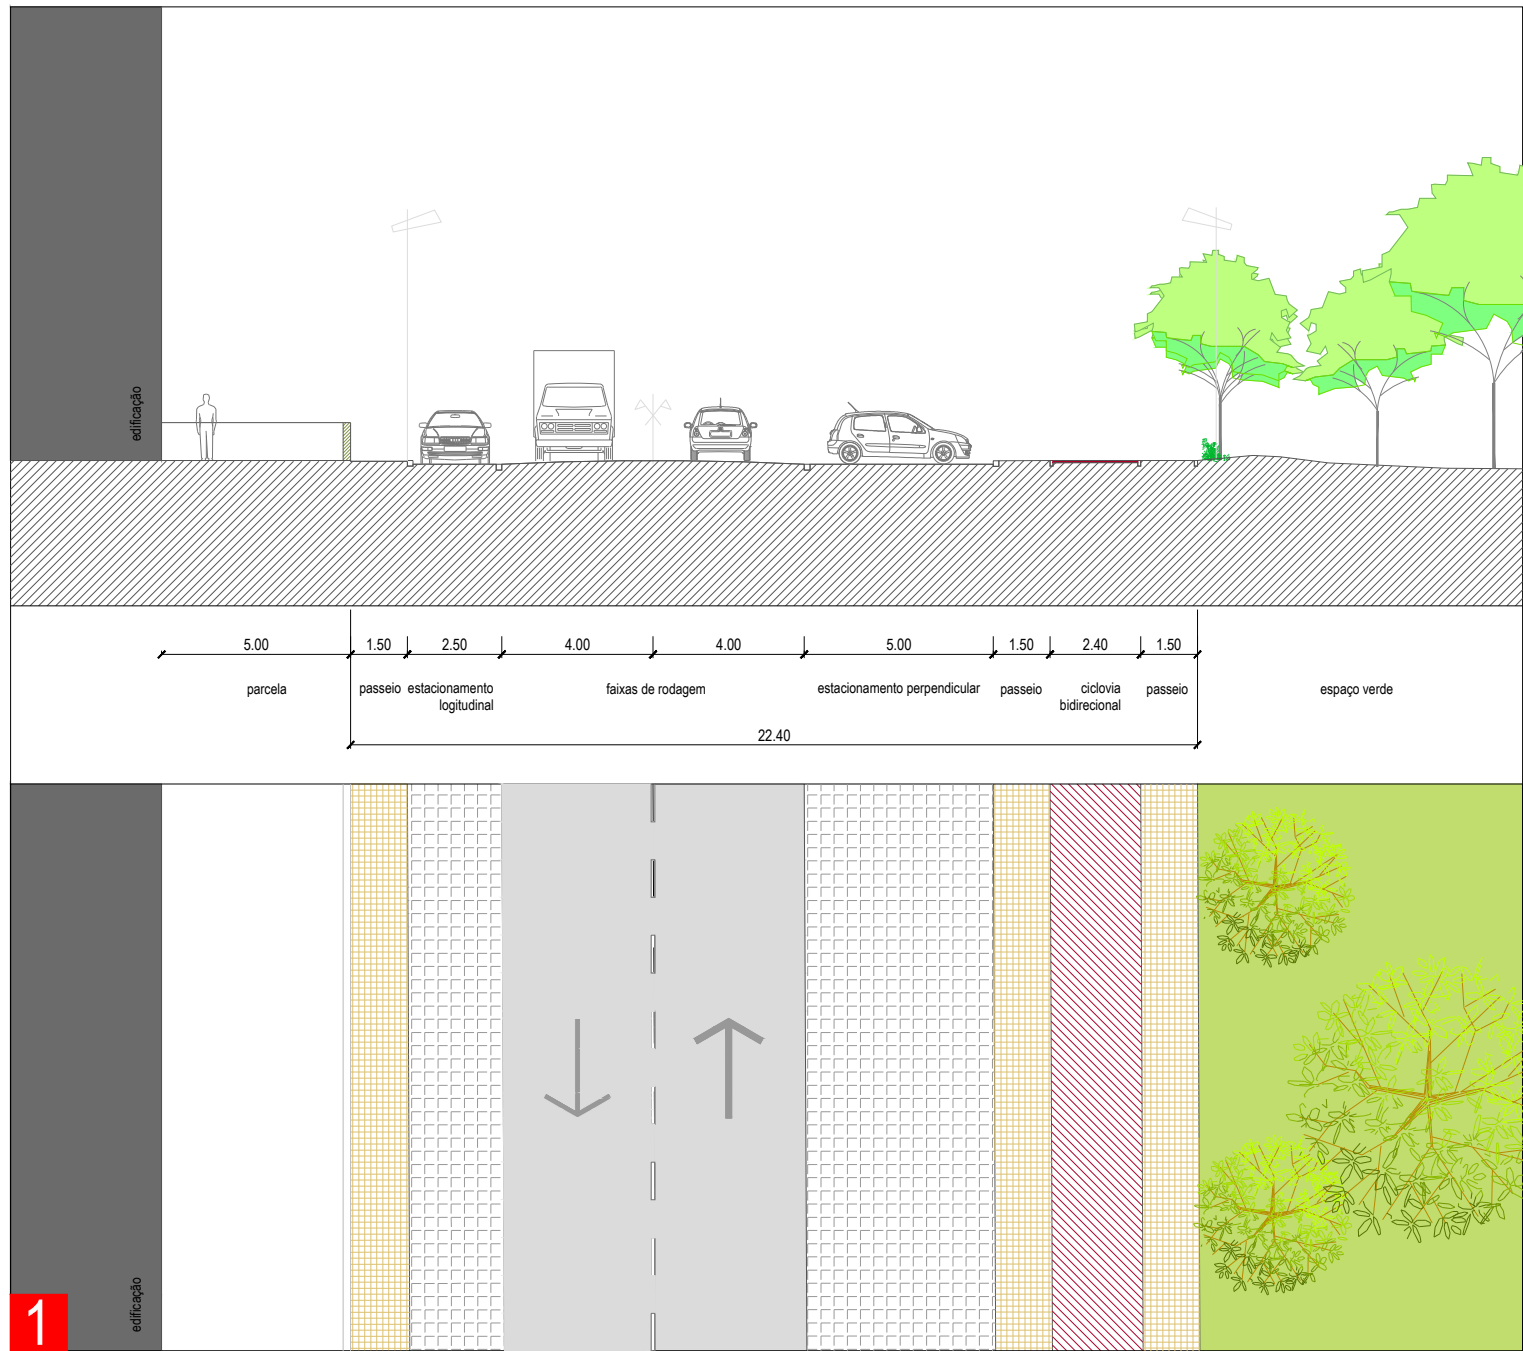 edificação
5.00
1.50
2.50
4.00
4.00
5.00
1.50
2.40
1.50
parcela
passeio
estacionamento
logitudinal
faixas de rodagem
estacionamento perpendicular
passeio
ciclovia
bidirecional
passeio
espaço verde
22.40
edificação
1